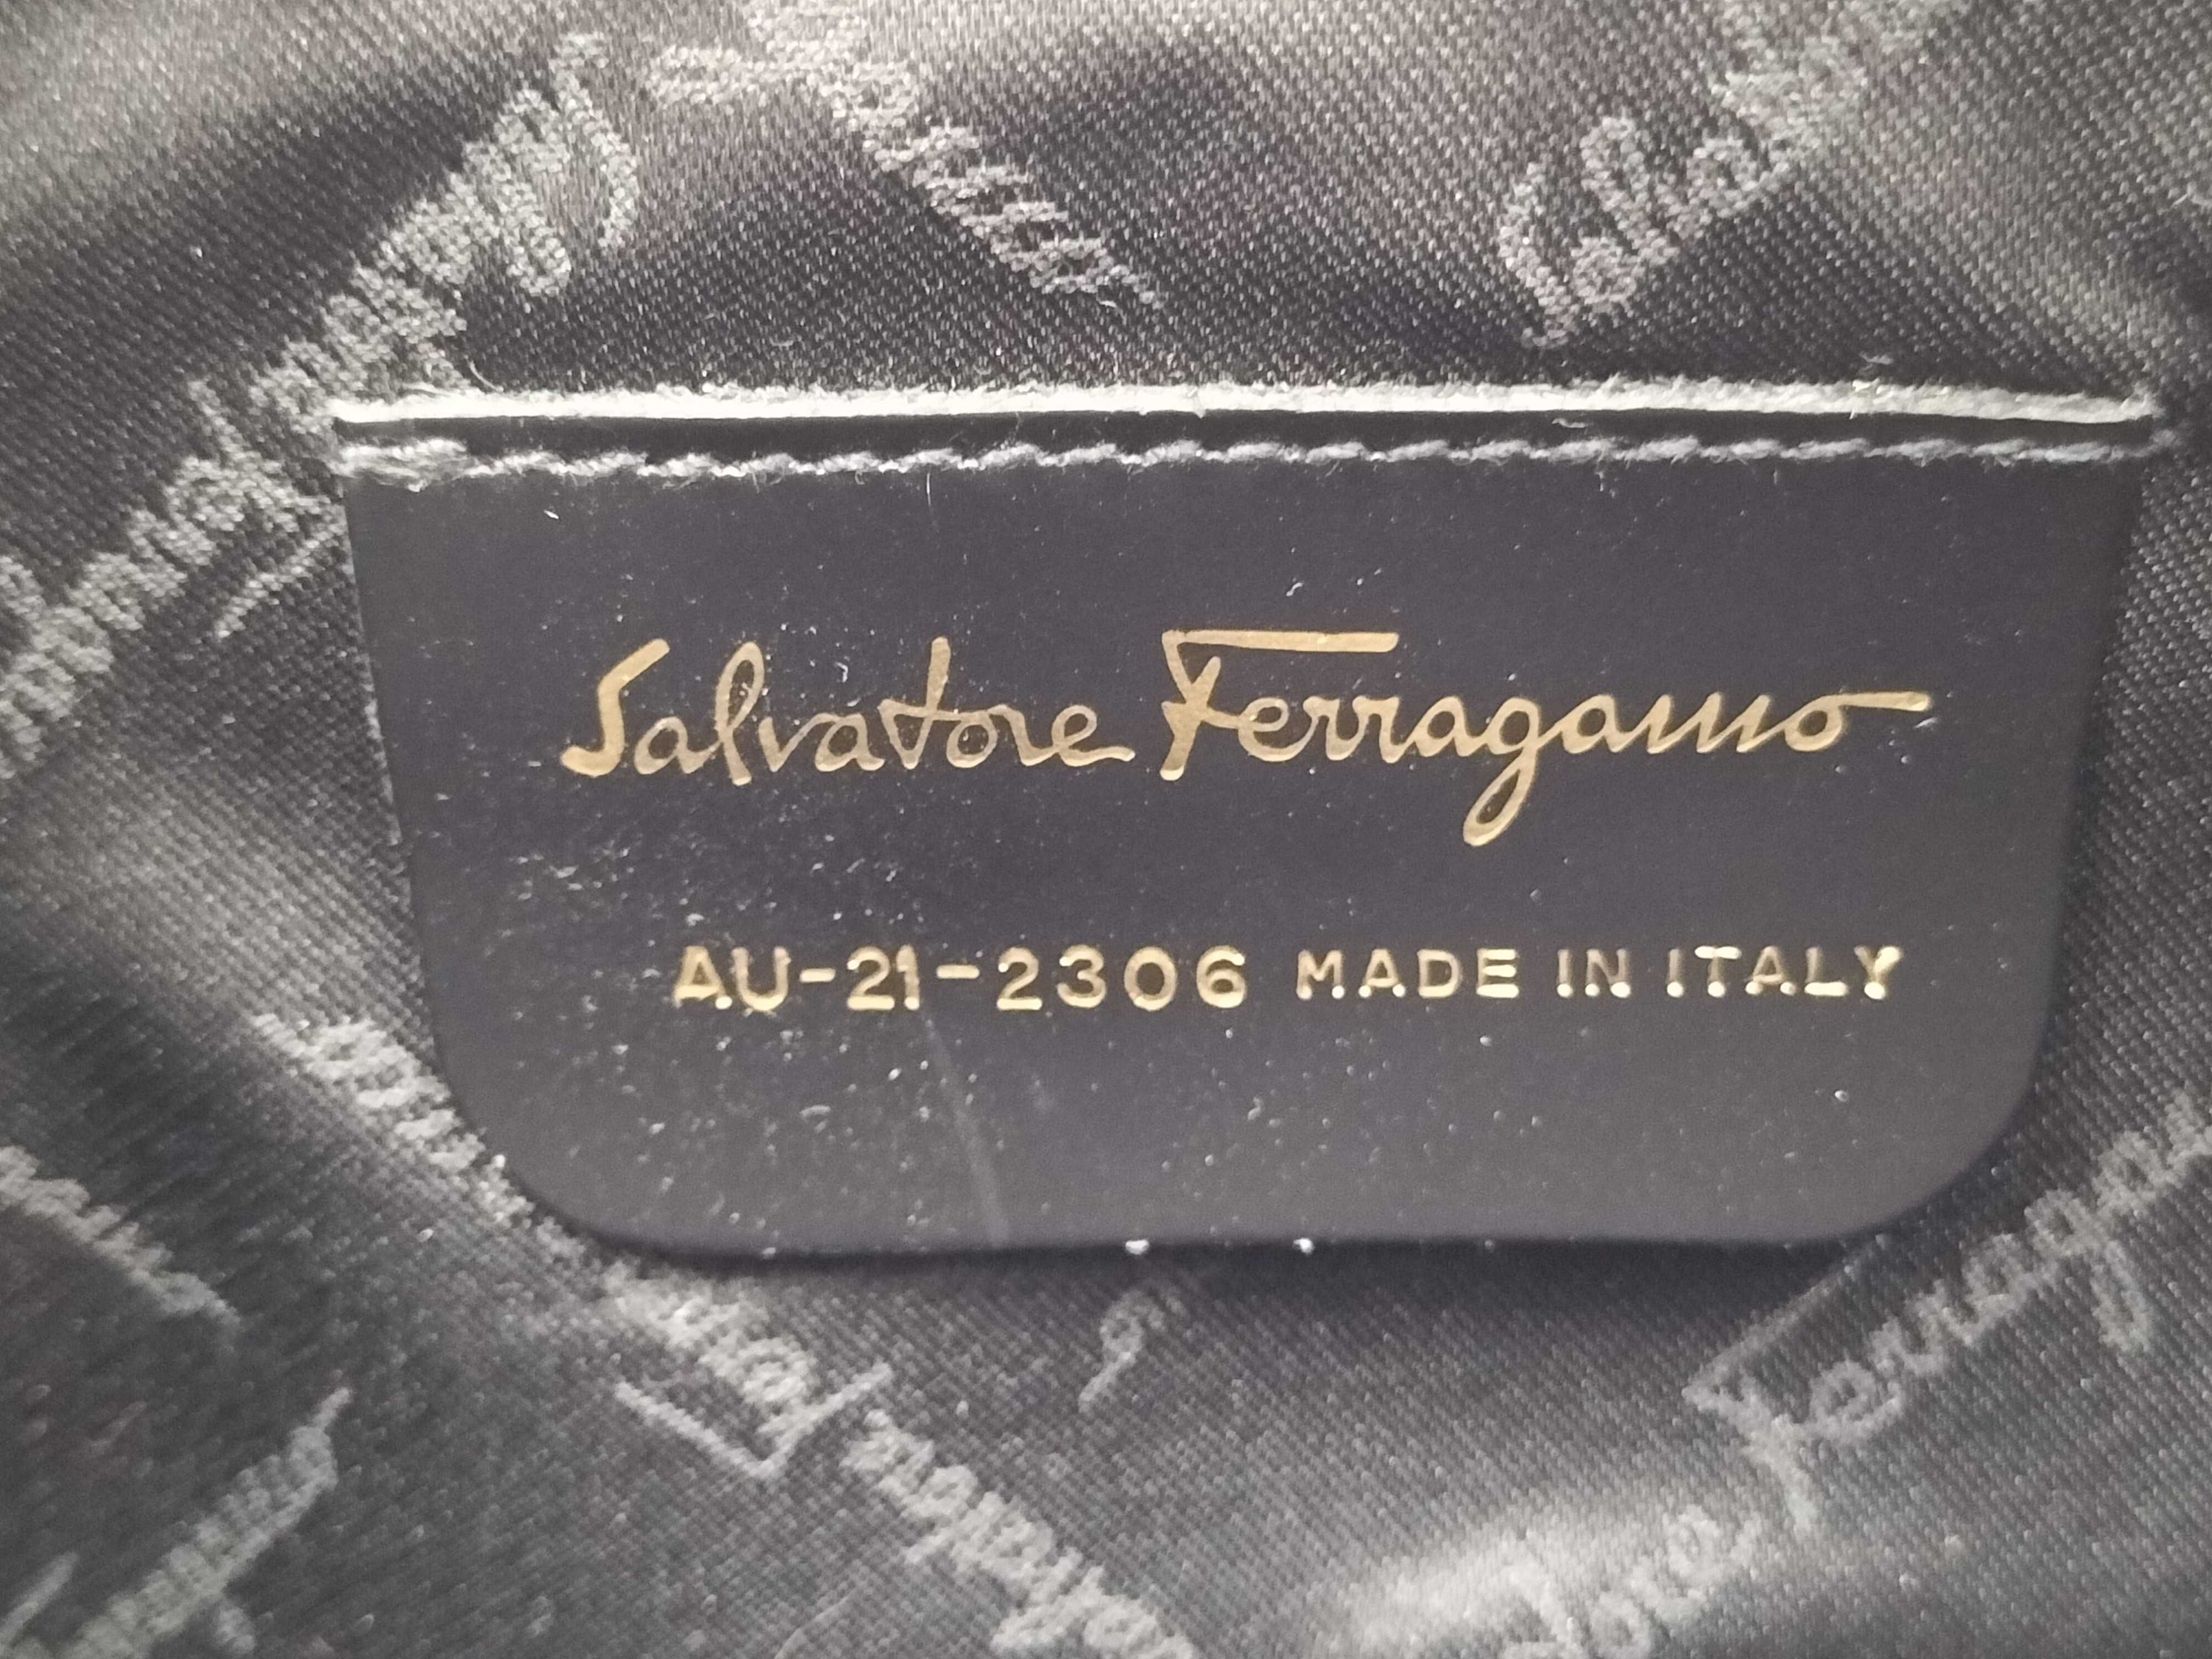 Salvatore Ferragamo
AU-21-2306 MADE IN ITALY